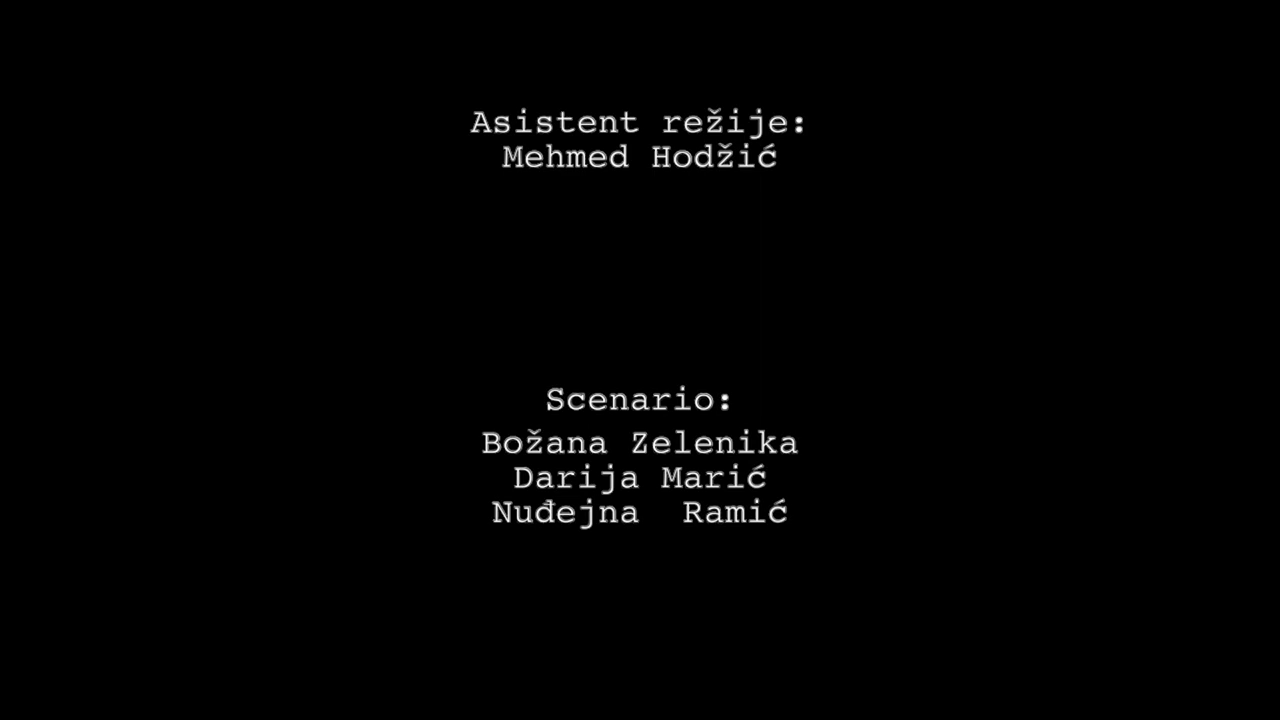 Asistent režije:
Mehmed Hodžić
Scenario:
Božana Zelenika
Darija Marić
Nuđejna  Ramić